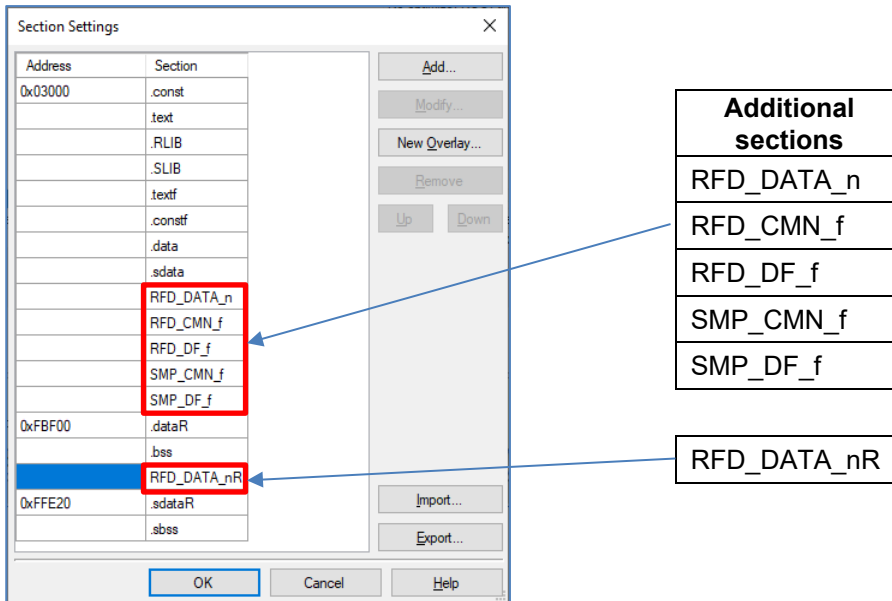 Section Settings
Address Section
0x03000 .const
.text
.RLIB
.SLIB
.textf
.constf
.data
.sdata
RFD_DATA_n
RFD_CMN_f
RFD_DF_f
SMP_CMN_f
SMP_DF_f
0xFBF00 .dataR
.bss
RFD_DATA_nR
0xFFE20 .sdataR
.sbss
Add...
Modify...
New Overlay...
Remove
Up Down
Import...
Export...
OK Cancel Help
Additional
sections
RFD_DATA_n
RFD_CMN_f
RFD_DF_f
SMP_CMN_f
SMP_DF_f
RFD_DATA_nR